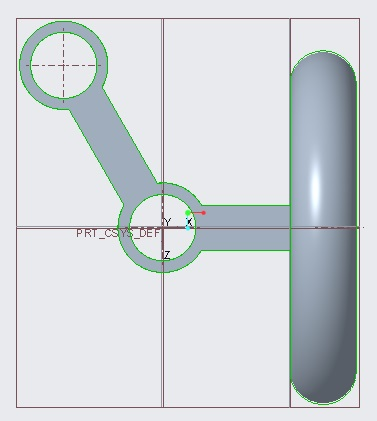 Y X
PRT_CSYS_DEF
Z